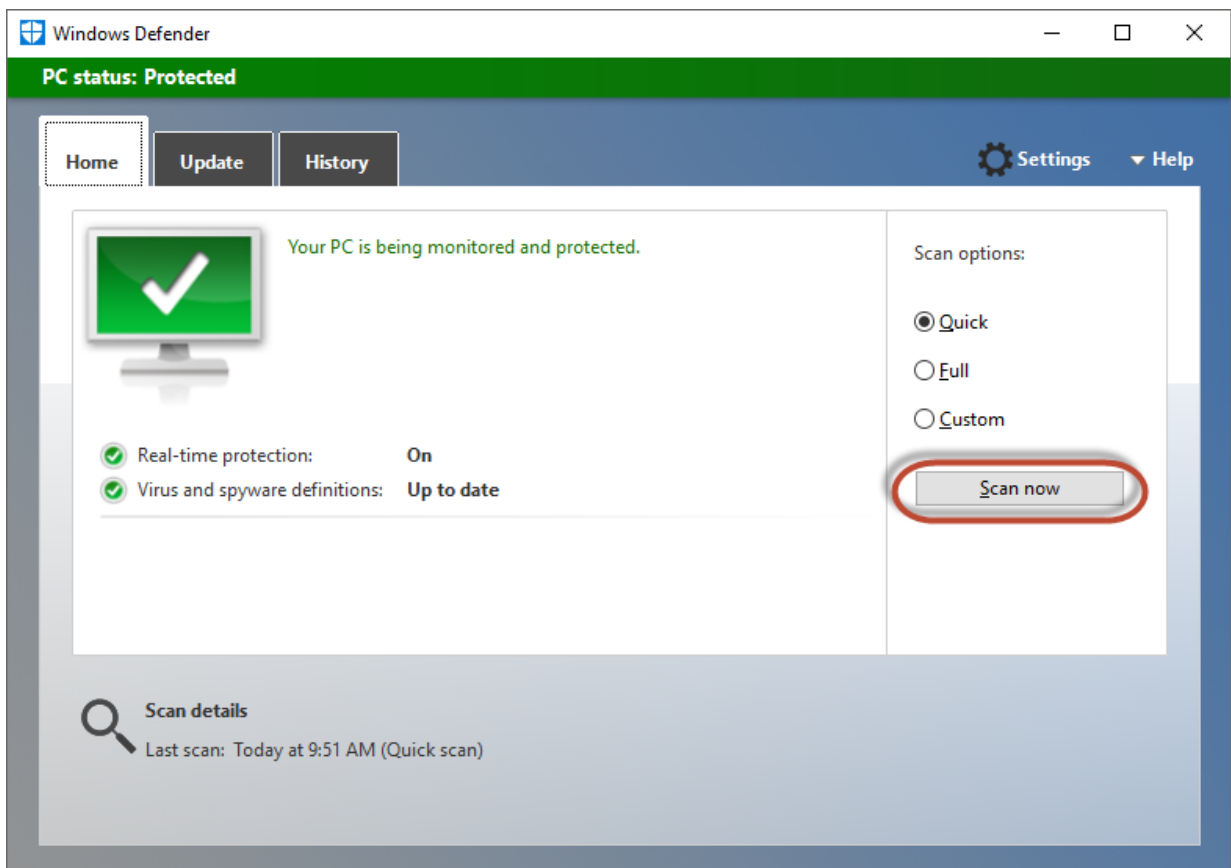 Windows Defender
PC status: Protected
Home
Update
History
Settings
Help
Your PC is being monitored and protected.
Scan options:
Quick
Full
Custom
Real-time protection: On
Virus and spyware definitions: Up to date
Scan now
Scan details
Last scan: Today at 9:51 AM (Quick scan)